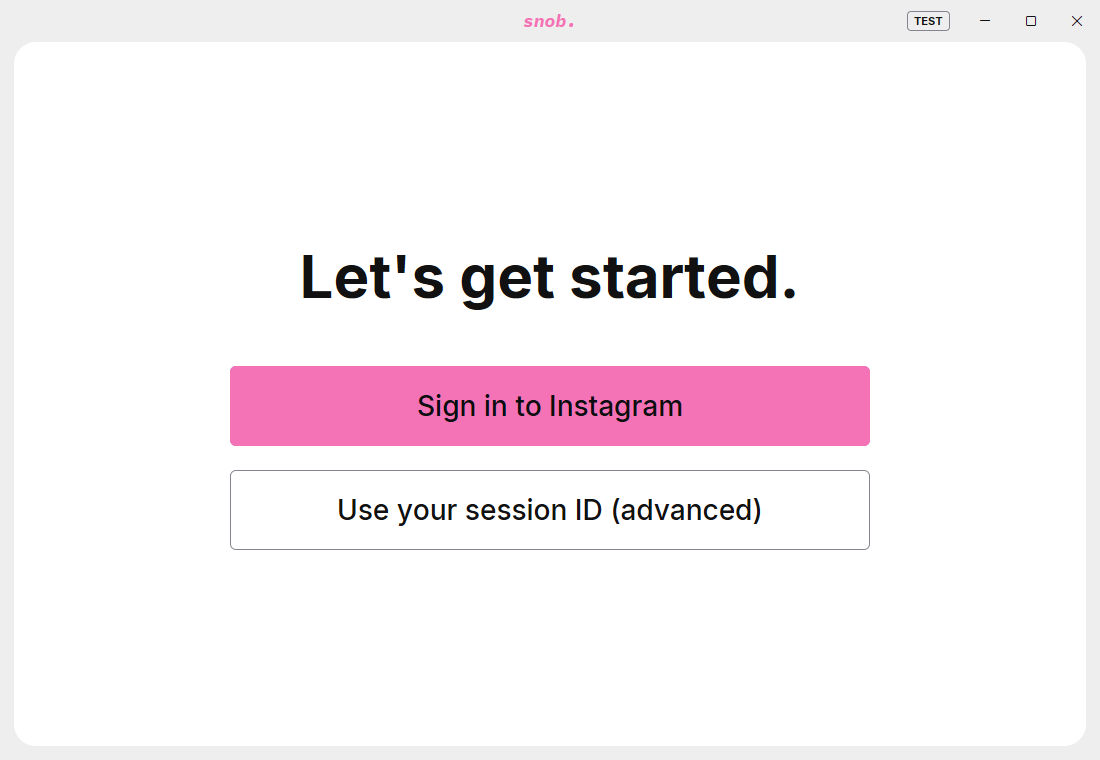 snob.
TEST
Let's get started.
Sign in to Instagram
Use your session ID (advanced)